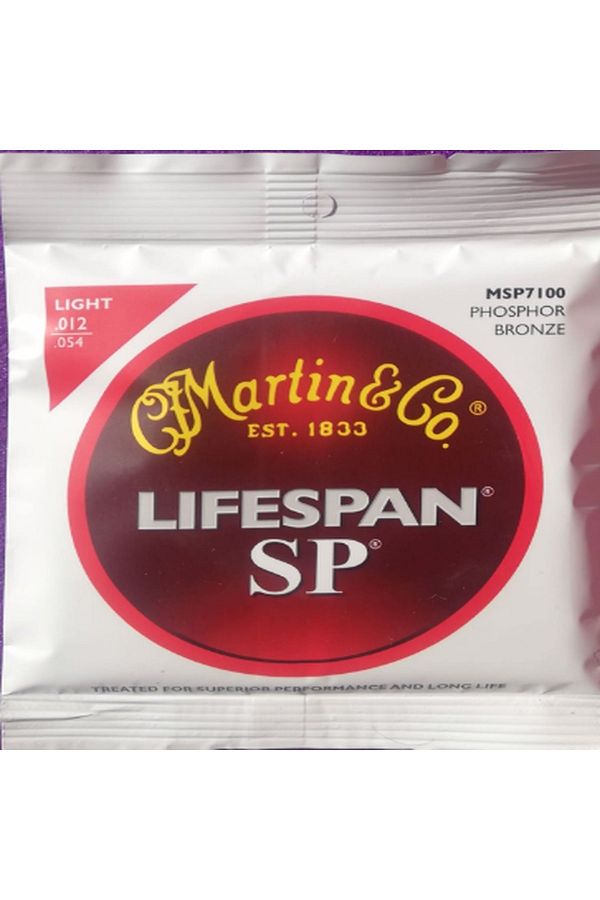 LIGHT
.012
.054
MSP7100
PHOSPHOR
BRONZE
CFMartin & Co.®
EST. 1833
LIFESPAN®
SP®
TREATED FOR SUPERIOR PERFORMANCE AND LONG LIFE